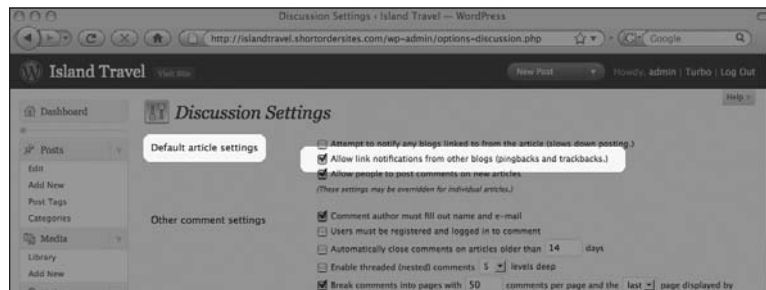 Discussion Settings ‹ Island Travel — WordPress
http://islandtravel.shortordersites.com/wp-admin/options-discussion.php
Google
Island Travel Visit Site New Post Howdy, admin | Turbo | Log Out
Help
Dashboard
Discussion Settings
Default article settings
Attempt to notify any blogs linked to from the article (slows down posting.)
Allow link notifications from other blogs (pingbacks and trackbacks.)
Allow people to post comments on new articles
(These settings may be overridden for individual articles.)
Posts
Edit
Add New
Post Tags
Categories
Other comment settings
Comment author must fill out name and e-mail
Users must be registered and logged in to comment
Automatically close comments on articles older than 14 days
Enable threaded (nested) comments 5 levels deep
Break comments into pages with 50 comments per page and the last page displayed by
Media
Library
Add New